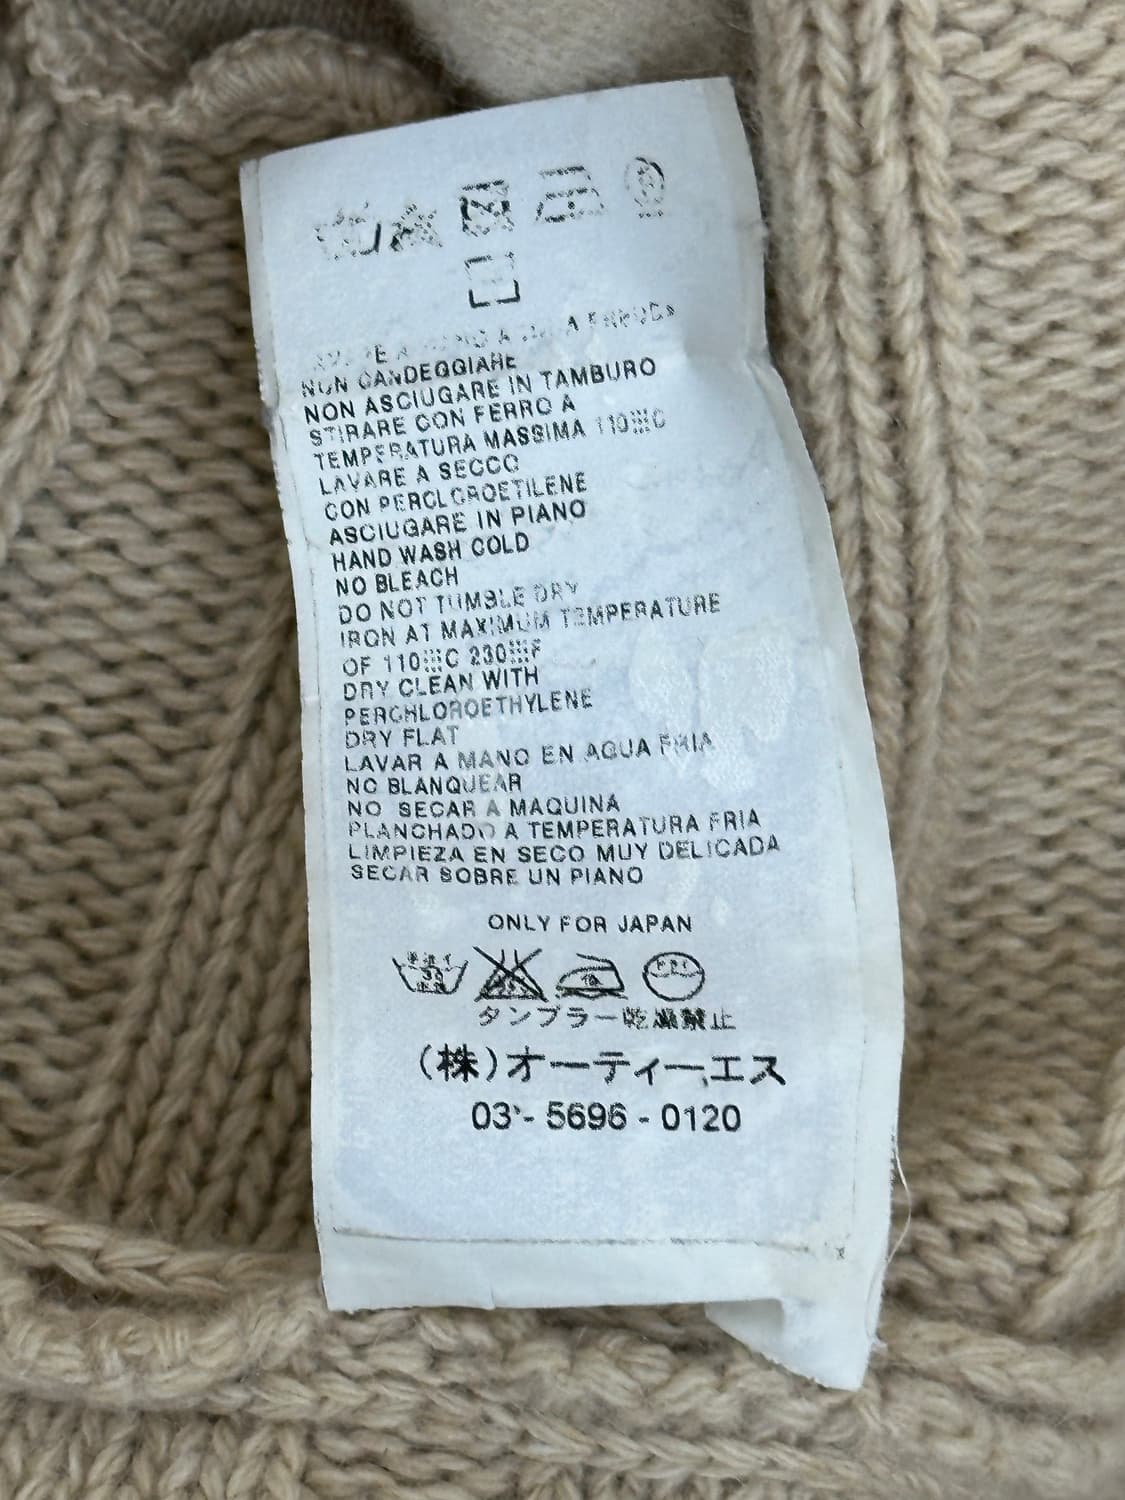 NON CANDEGGIARE
NON ASCIUGARE IN TAMBURO
STIRARE CON FERRO A
TEMPERATURA MASSIMA 110 C
LAVARE A SECCO
CON PERCLOROETILENE
ASCIUGARE IN PIANO
HAND WASH COLD
NO BLEACH
DO NOT TUMBLE DRY
IRON AT MAXIMUM TEMPERATURE
OF 110 C 230 F
DRY CLEAN WITH
PERCHLOROETHYLENE
DRY FLAT
LAVAR A MANO EN AGUA FRIA
NO BLANQUEAR
NO SECAR A MAQUINA
PLANCHADO A TEMPERATURA FRIA
LIMPIEZA EN SECO MUY DELICADA
SECAR SOBRE UN PIANO
ONLY FOR JAPAN
タンブラー乾燥禁止
(株)オーティーエス
03-5696-0120